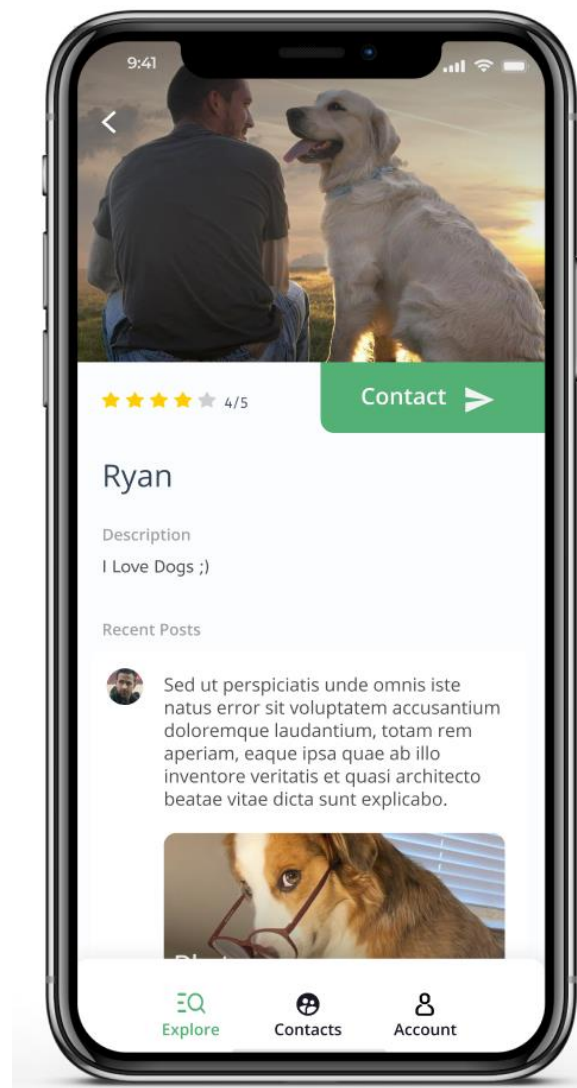 9:41
4/5
Contact
Ryan
Description
I Love Dogs ;)
Recent Posts
Sed ut perspiciatis unde omnis iste
natus error sit voluptatem accusantium
doloremque laudantium, totam rem
aperiam, eaque ipsa quae ab illo
inventore veritatis et quasi architecto
beatae vitae dicta sunt explicabo.
Explore
Contacts
Account